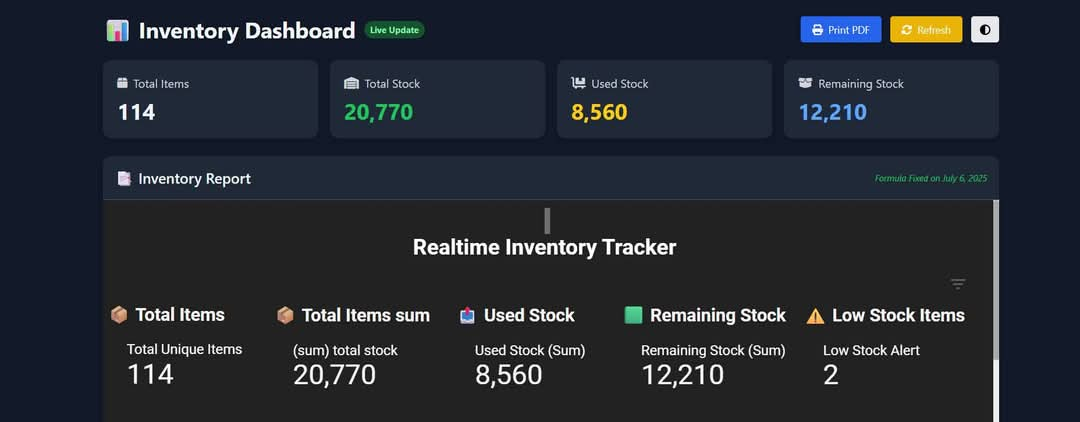 Inventory Dashboard Live Update
Print PDF Refresh
Total Items Total Stock Used Stock Remaining Stock
114 20,770 8,560 12,210
Inventory Report Formula Fixed on July 6, 2025
Realtime Inventory Tracker
Total Items Total Items sum Used Stock Remaining Stock Low Stock Items
Total Unique Items (sum) total stock Used Stock (Sum) Remaining Stock (Sum) Low Stock Alert
114 20,770 8,560 12,210 2